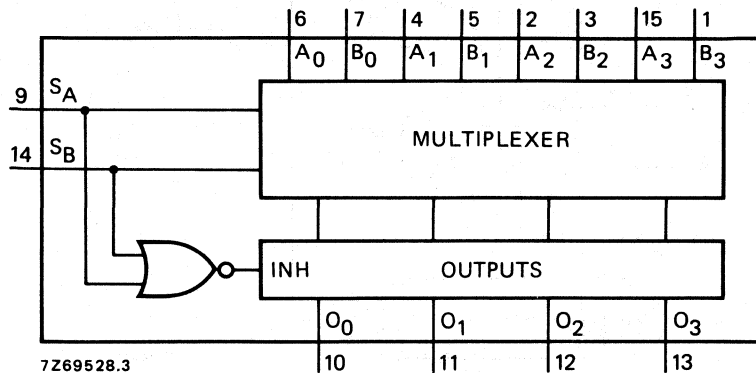 6 7 4 5 2 3 15 1
A0 B0 A1 B1 A2 B2 A3 B3
9 SA
MULTIPLEXER
14 SB
INH OUTPUTS
O0 O1 O2 O3
7Z69528.3 10 11 12 13